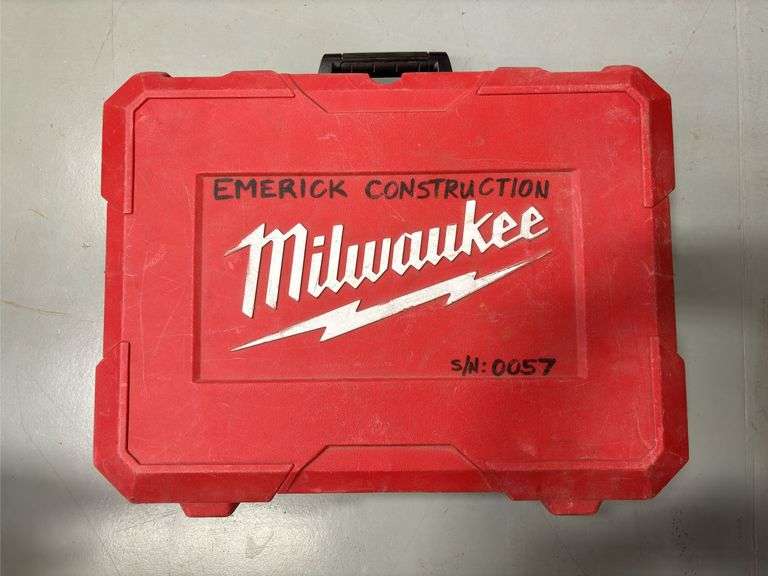 EMERICK CONSTRUCTION
Milwaukee
S/N: 0057